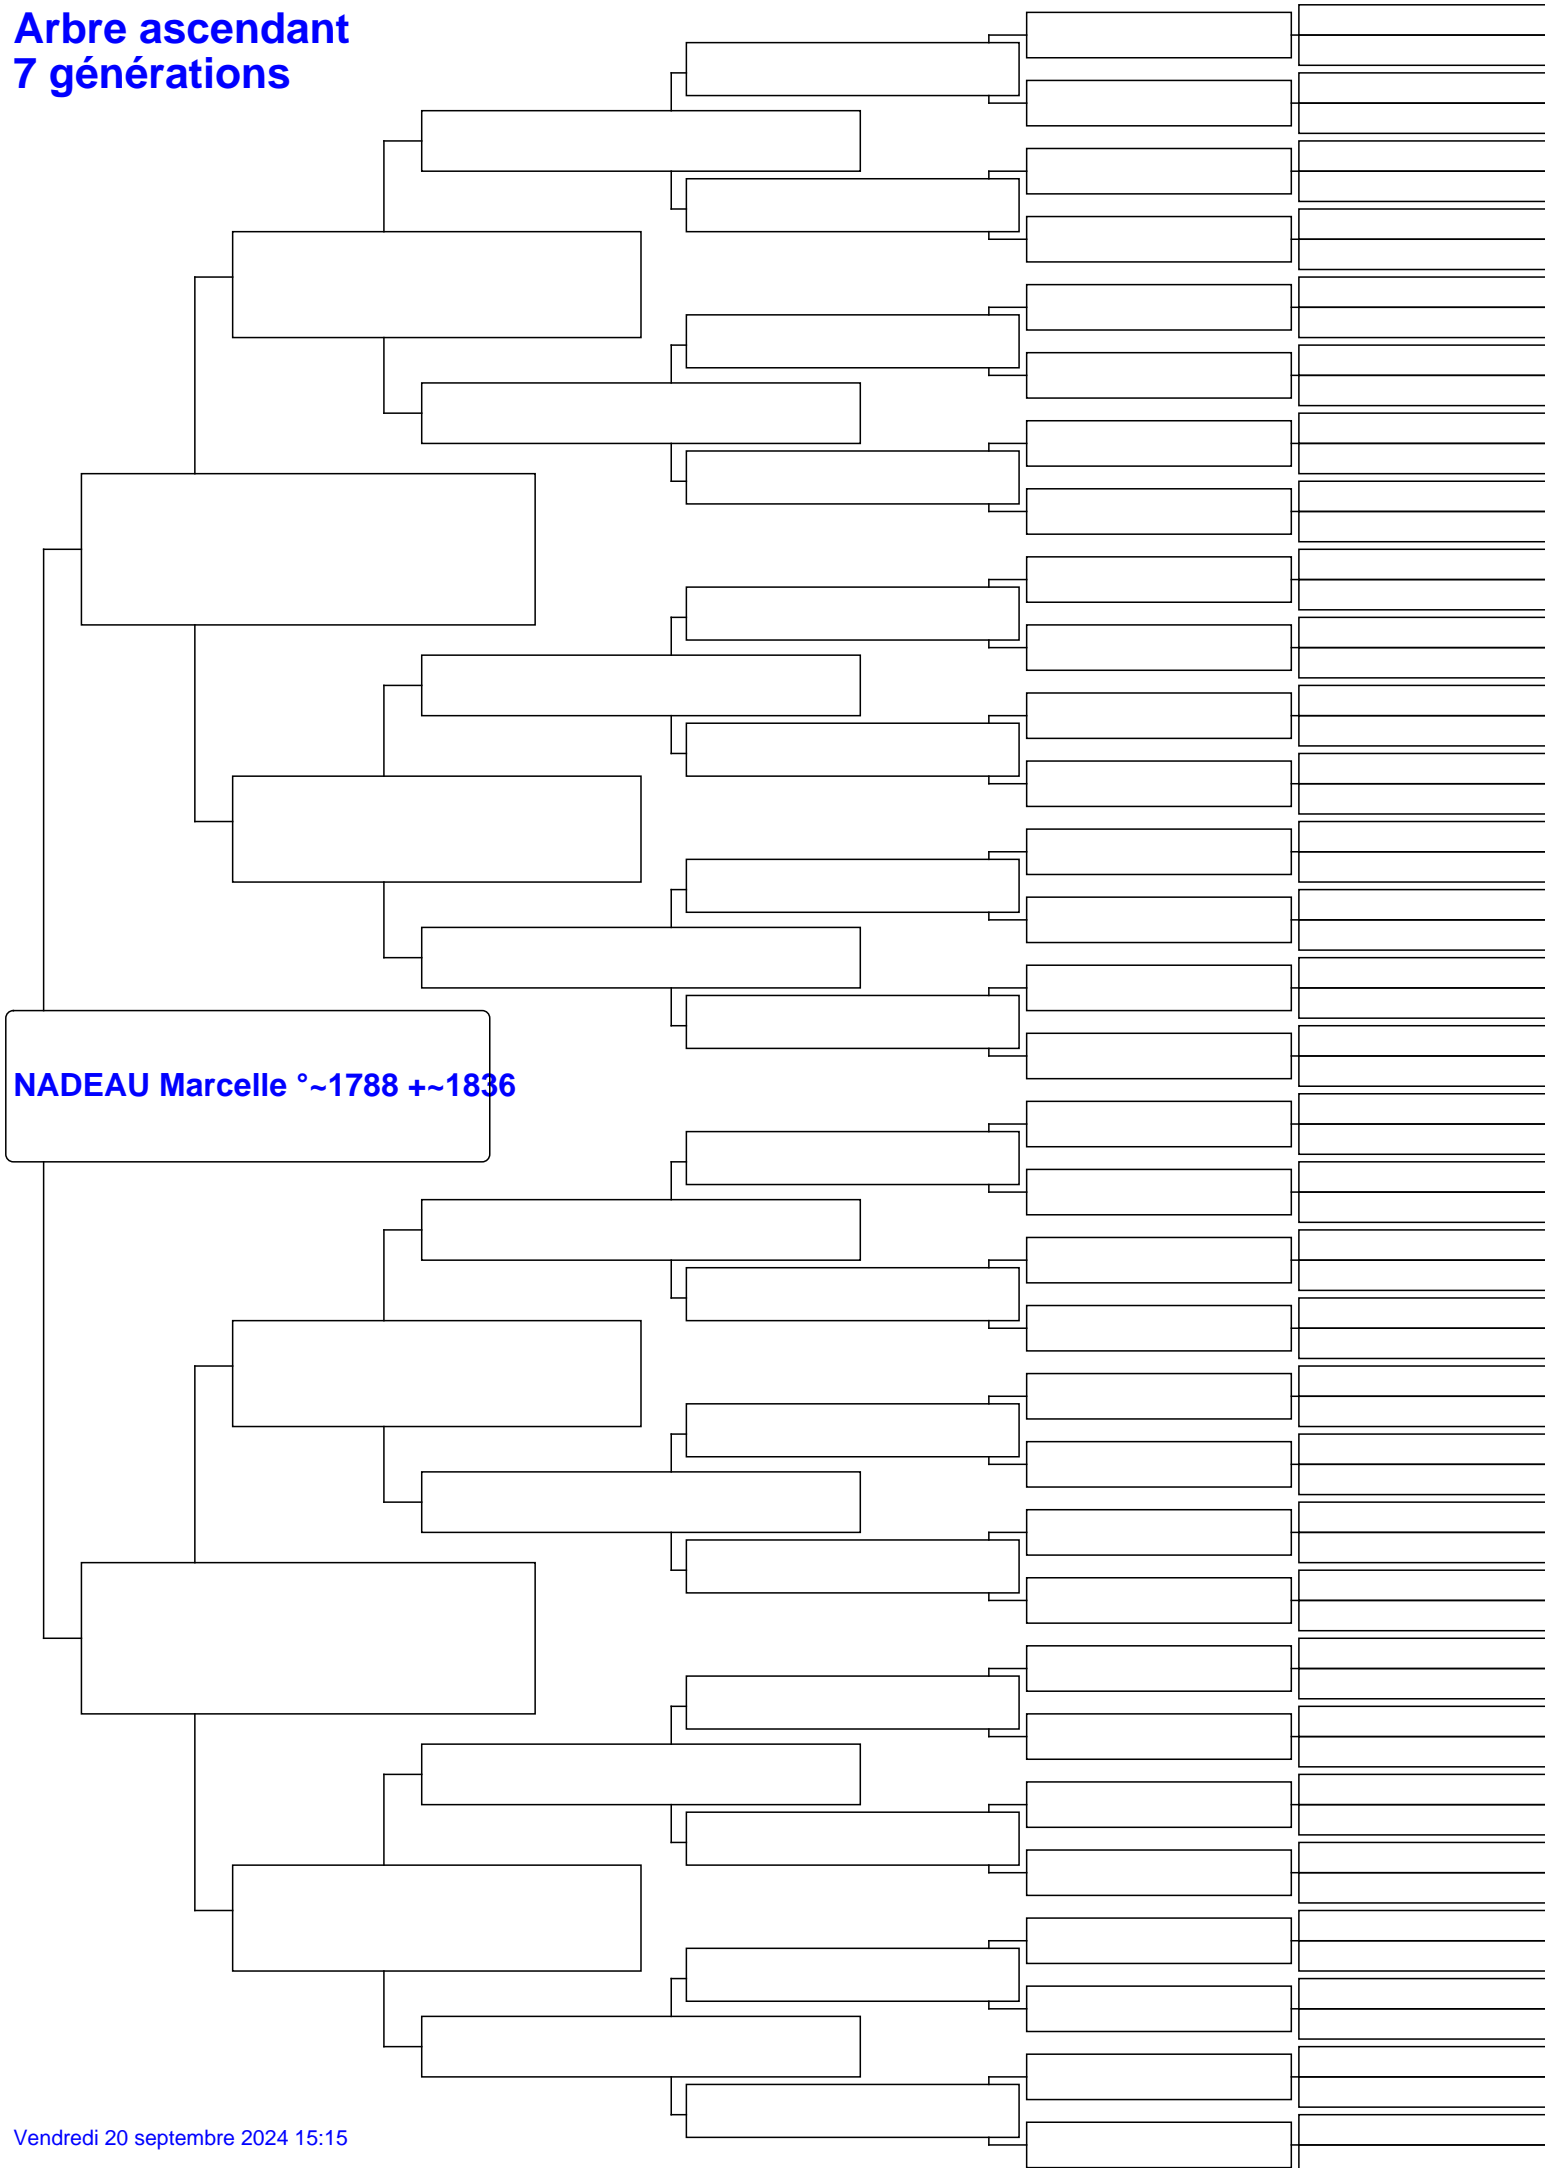 Arbre ascendant
7 générations
NADEAU Marcelle °~1788 +~1836
Vendredi 20 septembre 2024 15:15